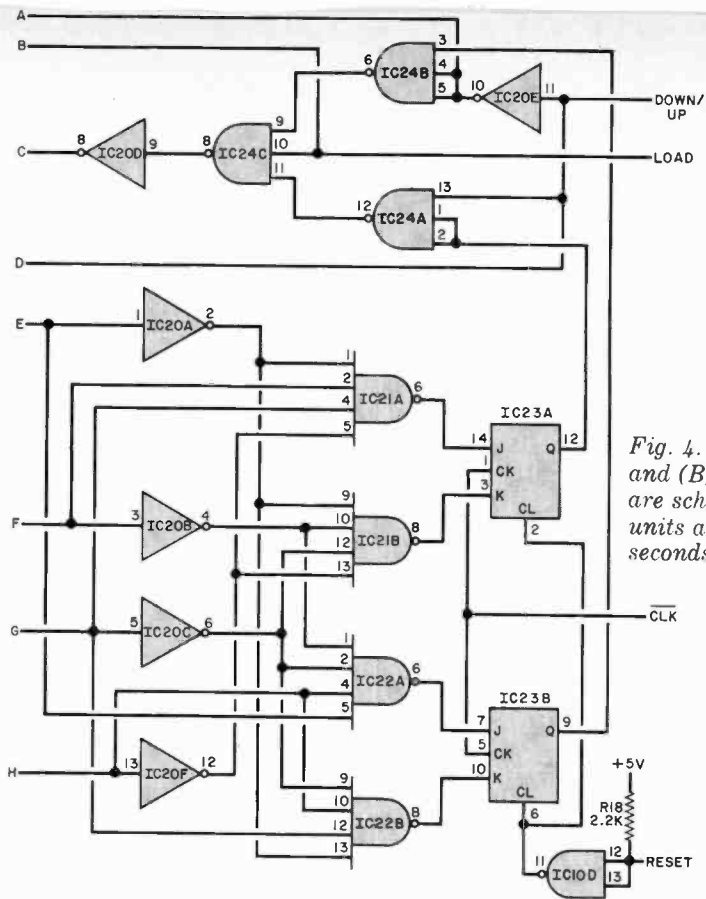 A
B
C
D
E
F
G
H
IC24B
6
3
4
5
IC20E
10
11
DOWN/
UP
IC20D
8
9
IC24C
8
9
10
11
LOAD
IC24A
12
13
1
2
IC20A
1
2
IC21A
1
2
4
5
6
IC23A
14
1
3
J
CK
K
Q
12
CL
2
IC20B
3
4
IC21B
9
10
12
13
8
Fig. 4.
and (B
are sch
units a
seconds
CLK
IC20C
5
6
IC22A
1
2
4
5
6
IC23B
7
5
10
J
CK
K
Q
9
CL
6
IC20F
13
12
IC22B
9
10
12
13
8
+5V
R18
2.2K
RESET
IC10D
11
12
13